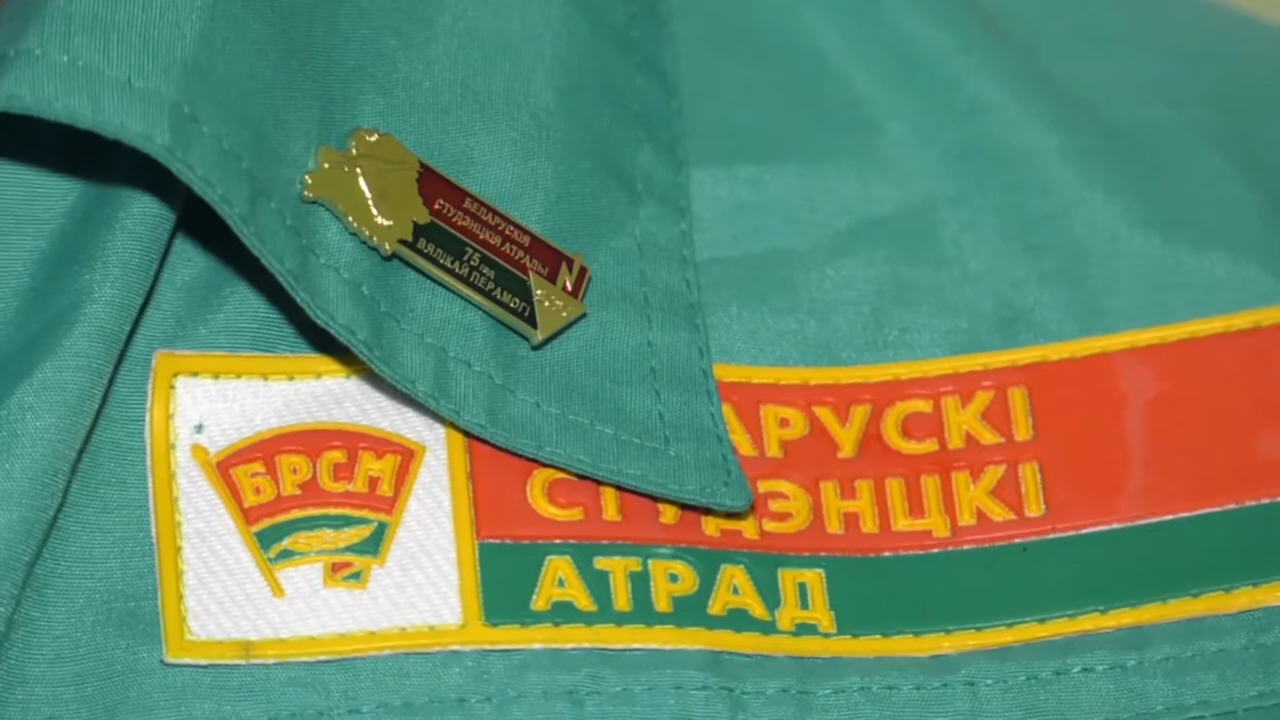 БЕЛАРУСКІЯ
СТУДЭНЦКІЯ АТРАДЫ
75 год
ВЯЛІКАЙ ПЕРАМОГІ
БРСМ
АРУСКІ
СТУДЭНЦКІ
АТРАД